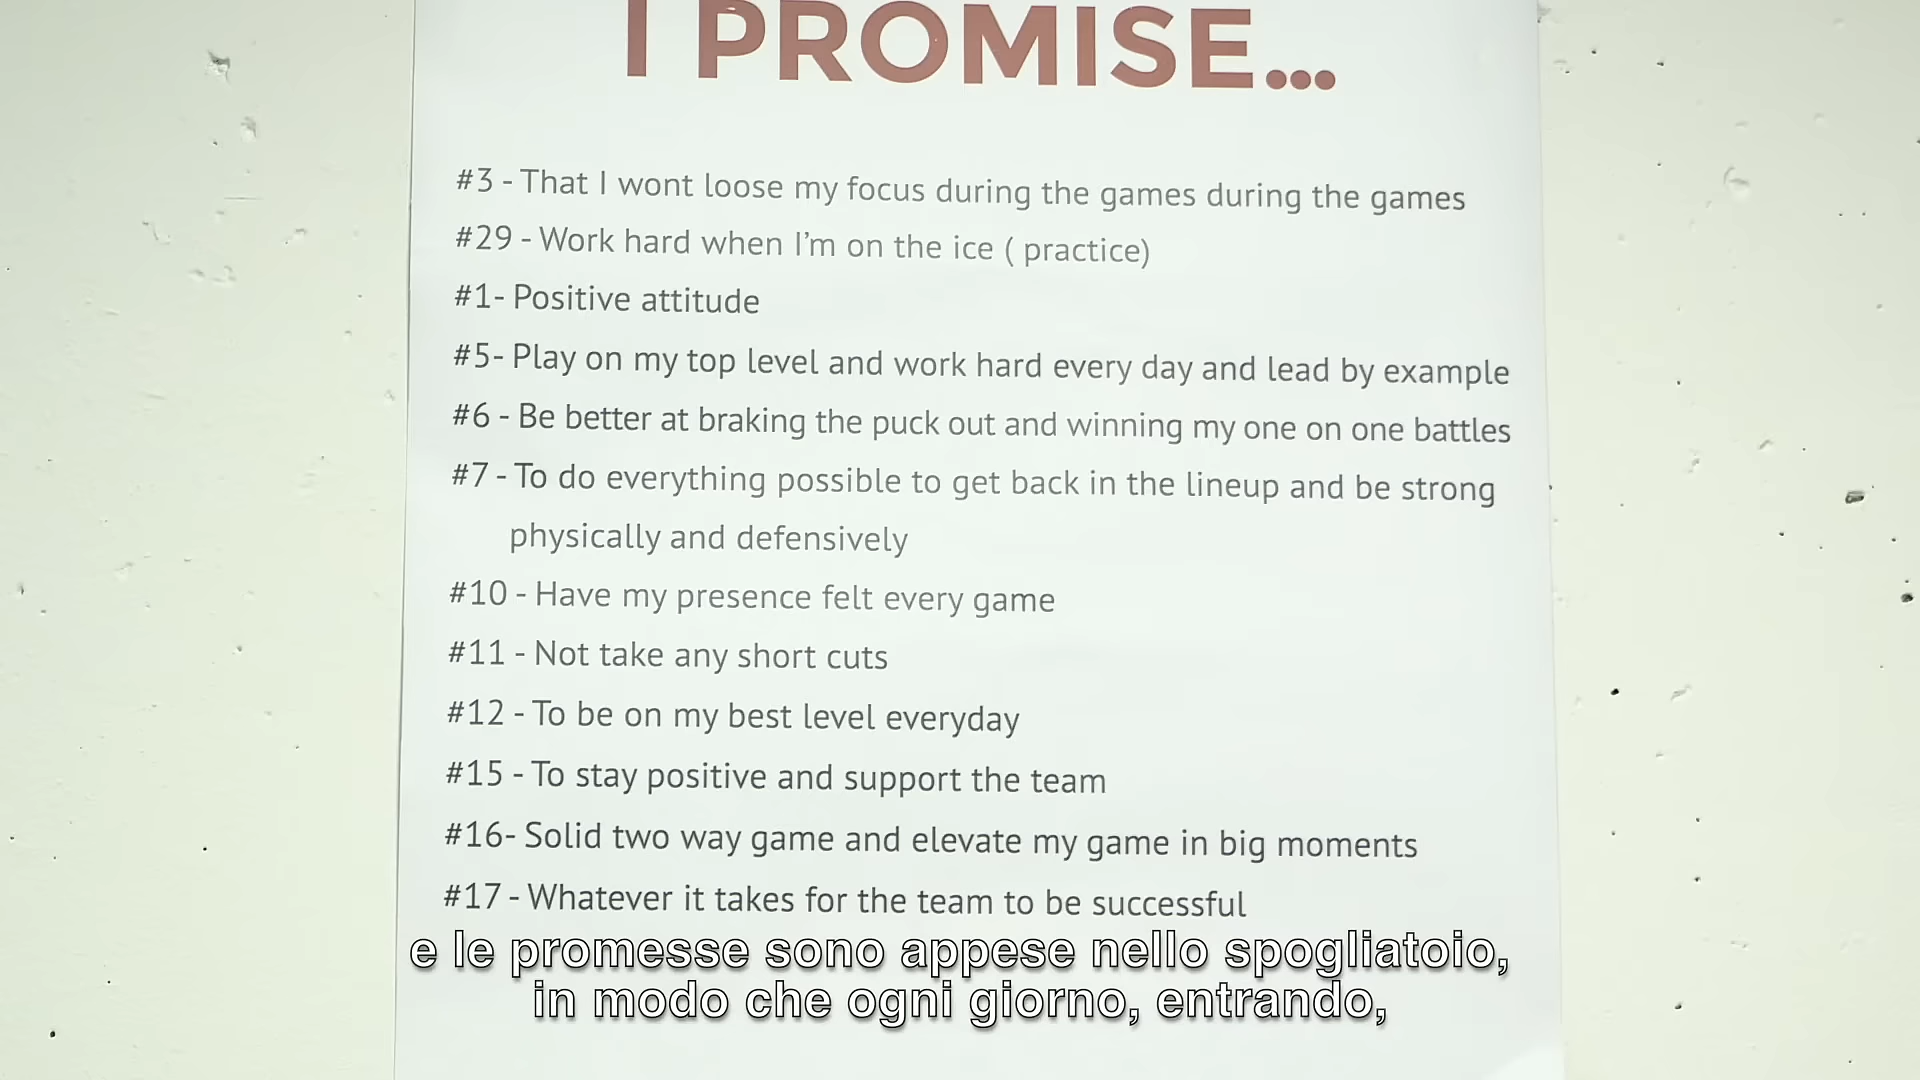 I PROMISE...
#3 - That I wont loose my focus during the games during the games
#29 - Work hard when I'm on the ice ( practice)
#1- Positive attitude
#5- Play on my top level and work hard every day and lead by example
#6 - Be better at braking the puck out and winning my one on one battles
#7 - To do everything possible to get back in the lineup and be strong
physically and defensively
#10 - Have my presence felt every game
#11 - Not take any short cuts
#12 - To be on my best level everyday
#15 - To stay positive and support the team
#16- Solid two way game and elevate my game in big moments
#17 - Whatever it takes for the team to be successful
e le promesse sono appese nello spogliatoio,
in modo che ogni giorno, entrando,